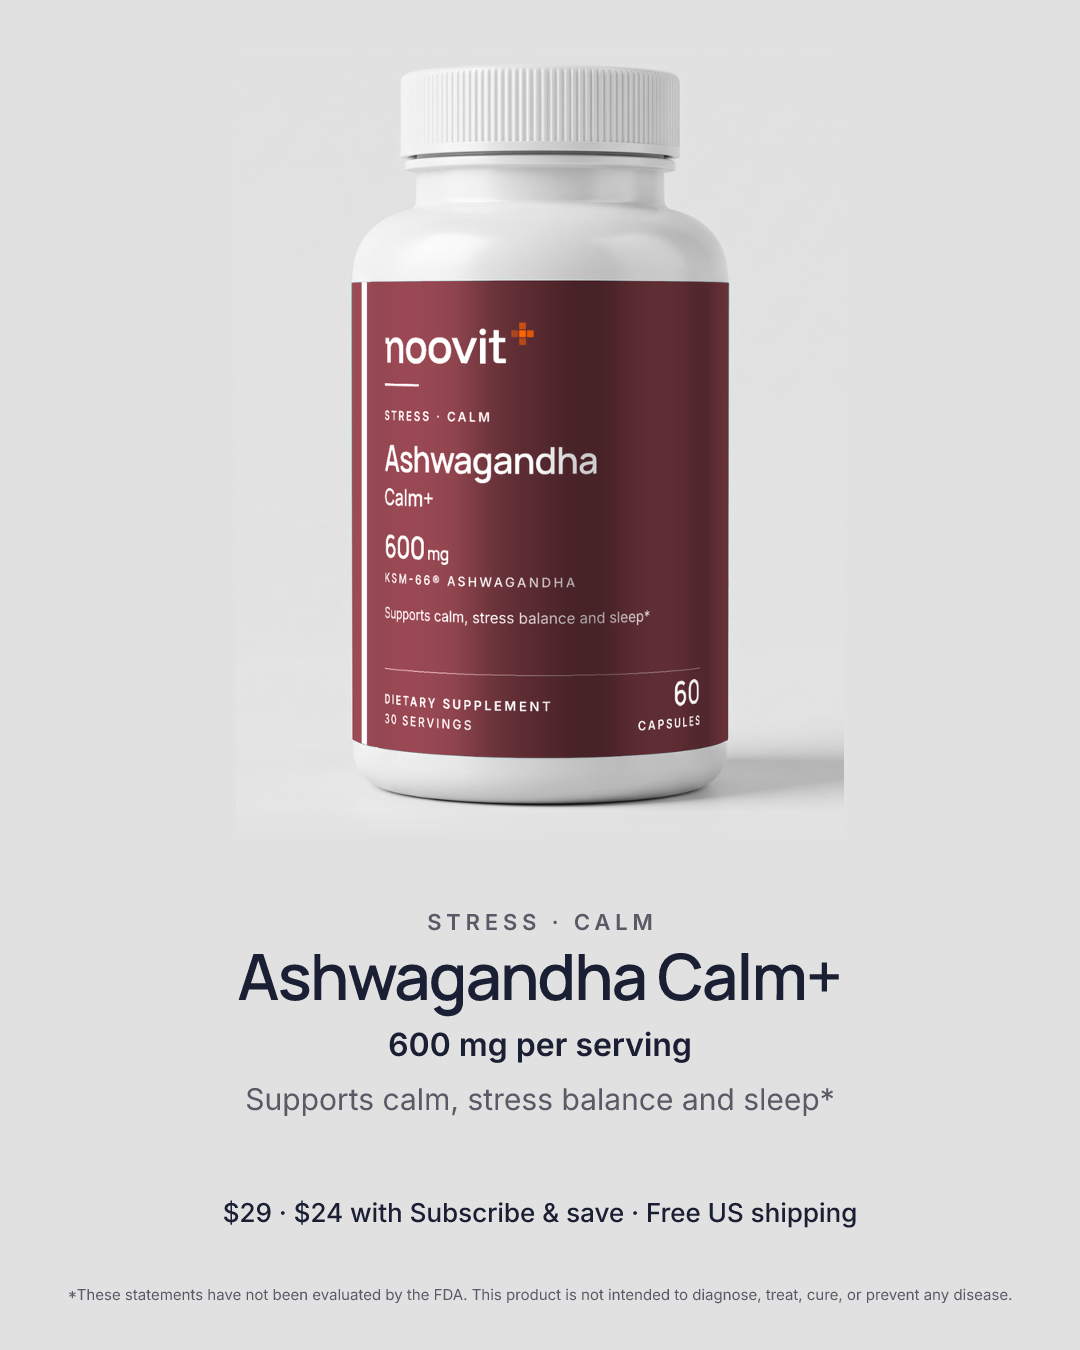 noovit
STRESS · CALM
Ashwagandha
Calm+
600 mg
KSM-66® ASHWAGANDHA
Supports calm, stress balance and sleep*
DIETARY SUPPLEMENT
30 SERVINGS
60
CAPSULES
STRESS · CALM
Ashwagandha Calm+
600 mg per serving
Supports calm, stress balance and sleep*
$29 · $24 with Subscribe & save · Free US shipping
*These statements have not been evaluated by the FDA. This product is not intended to diagnose, treat, cure, or prevent any disease.